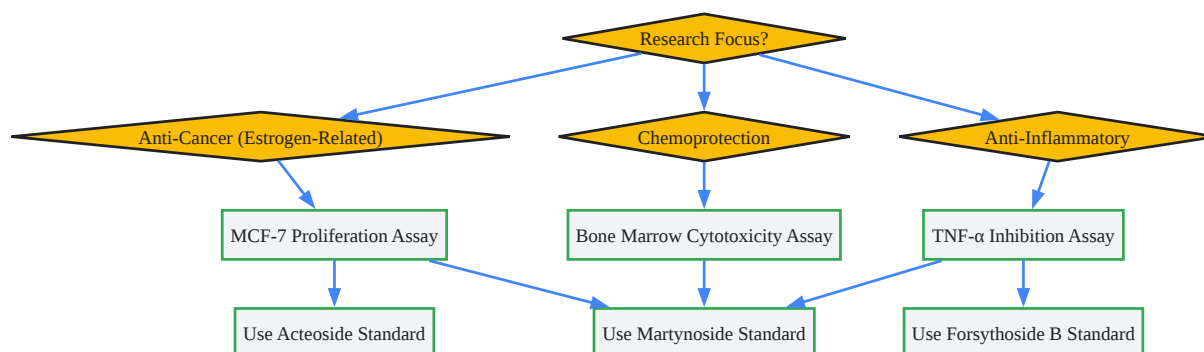 Research Focus?
Anti-Cancer (Estrogen-Related)
Chemoprotection
Anti-Inflammatory
MCF-7 Proliferation Assay
Bone Marrow Cytotoxicity Assay
TNF-α Inhibition Assay
Use Acteoside Standard
Use Martynoside Standard
Use Forsythoside B Standard